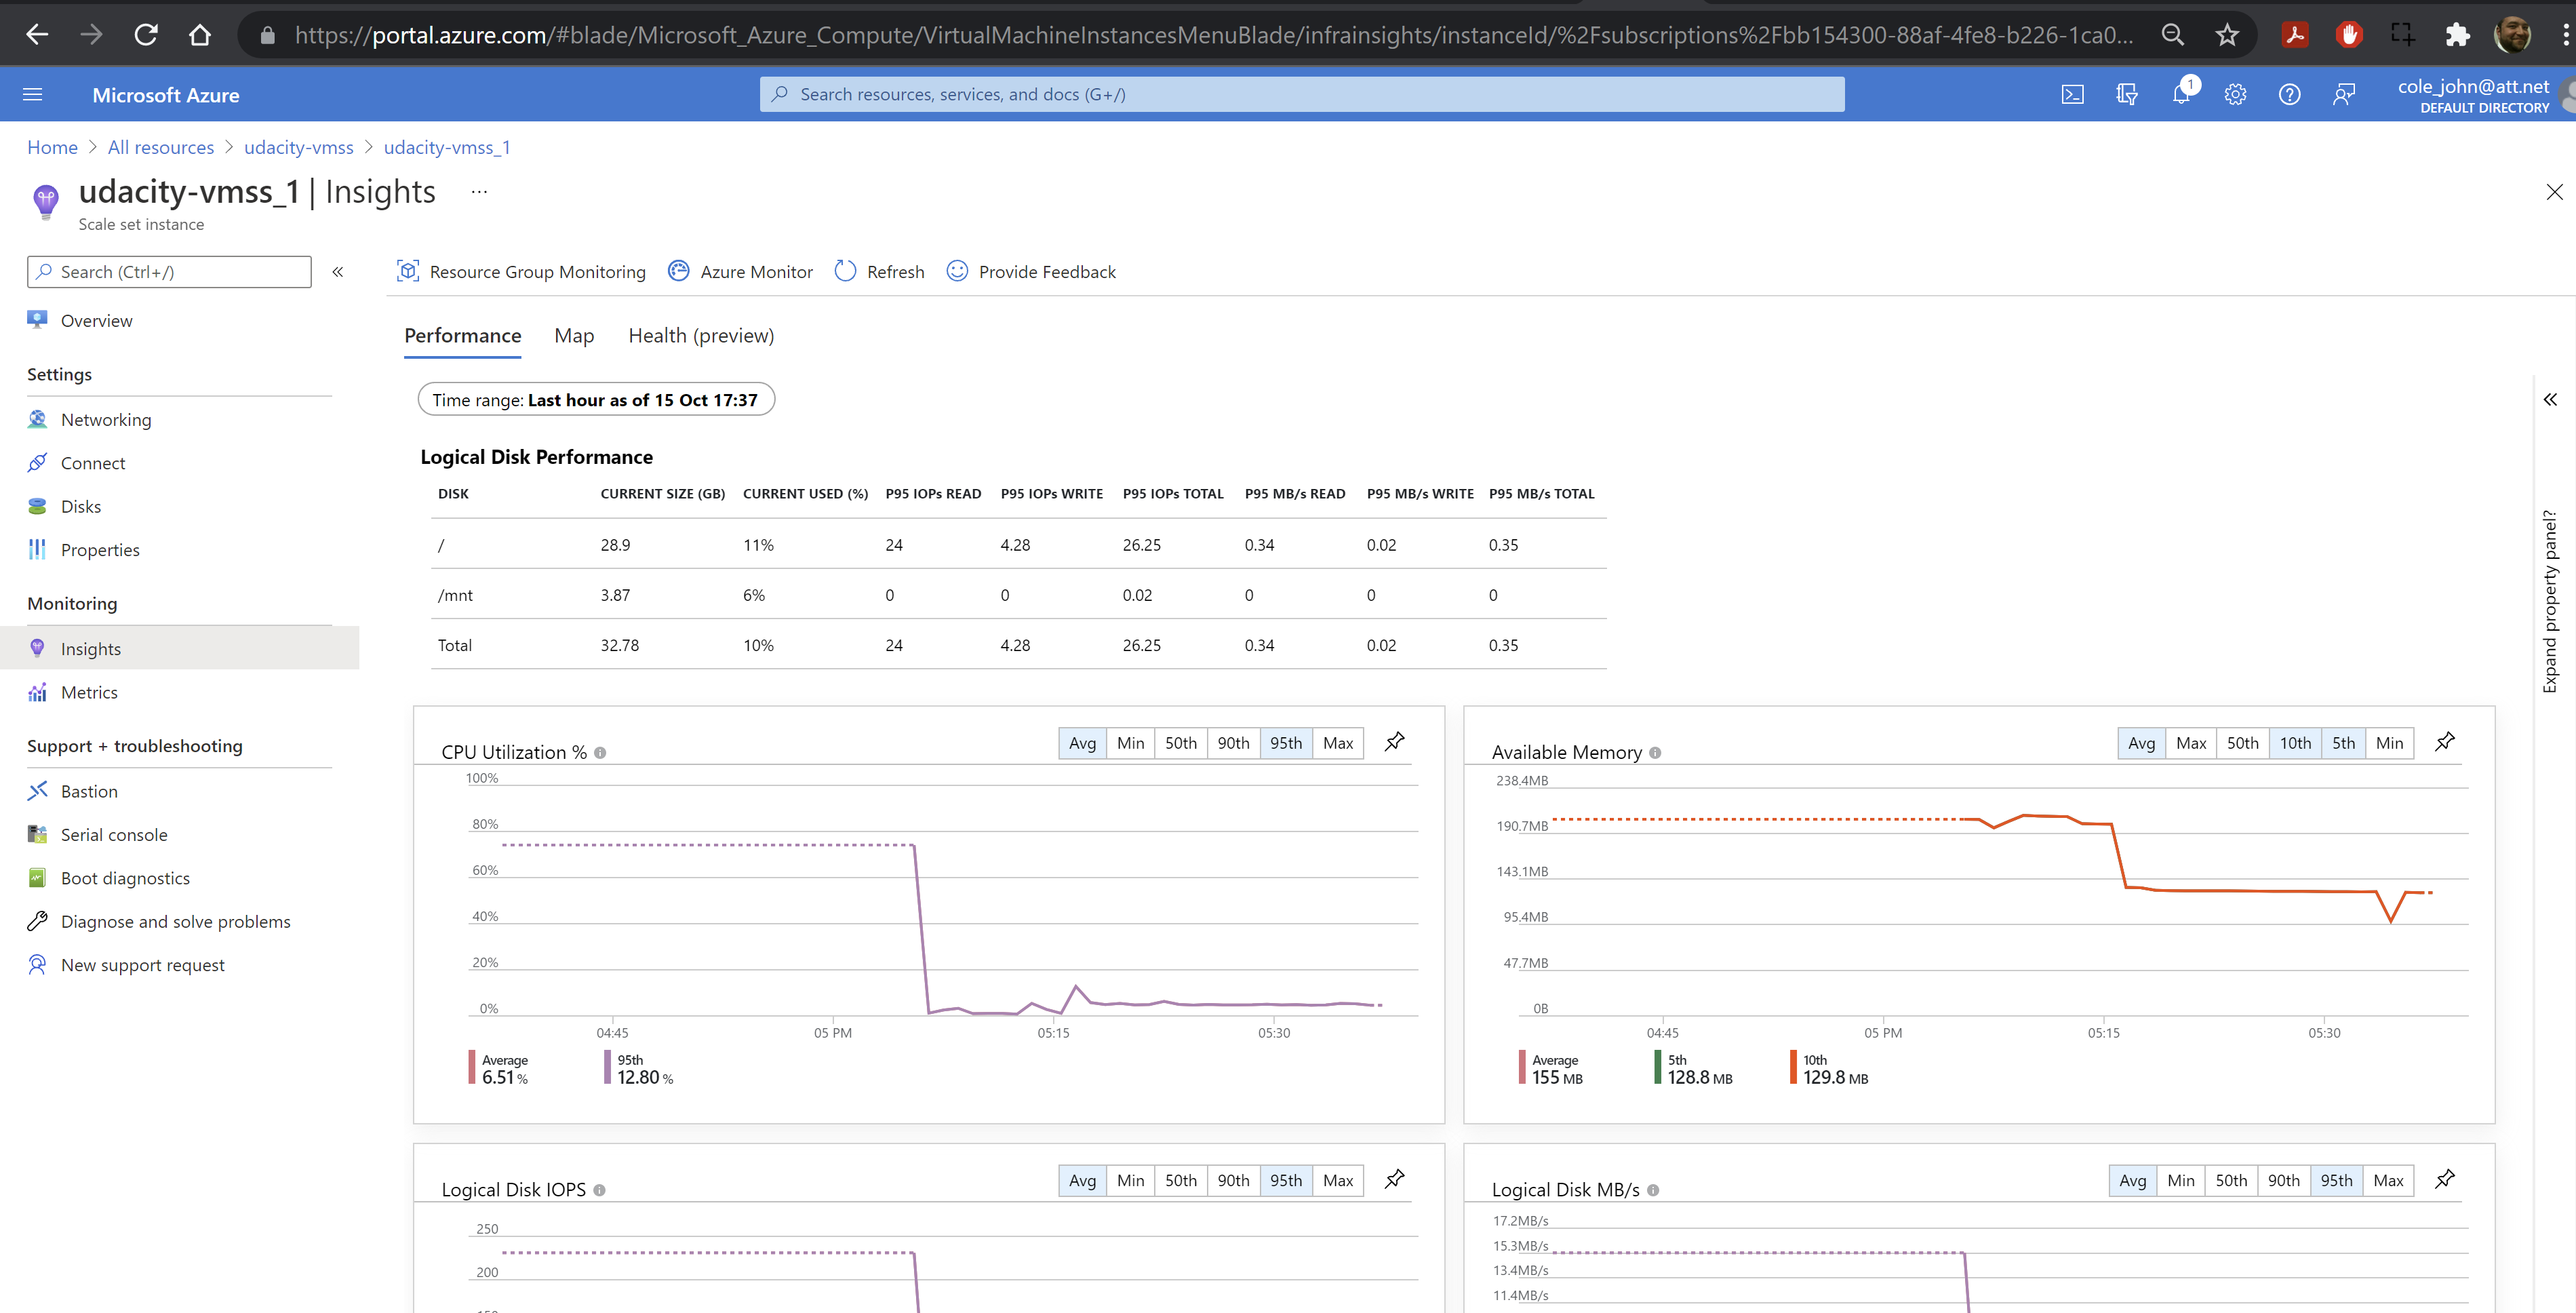 https://portal.azure.com/#blade/Microsoft_Azure_Compute/VirtualMachineInstancesMenuBlade/infrainsights/instanceId/%2Fsubscriptions%2Fbb154300-88af-4fe8-b226-1ca0...
Microsoft Azure
Search resources, services, and docs (G+/)
1
cole_john@att.net
DEFAULT DIRECTORY
Home > All resources > udacity-vmss > udacity-vmss_1
udacity-vmss_1 | Insights ...
Scale set instance
Search (Ctrl+/)
Overview
Settings
Networking
Connect
Disks
Properties
Monitoring
Insights
Metrics
Support + troubleshooting
Bastion
Serial console
Boot diagnostics
Diagnose and solve problems
New support request
Resource Group Monitoring Azure Monitor Refresh Provide Feedback
Performance Map Health (preview)
Time range: Last hour as of 15 Oct 17:37
Expand property panel?
Logical Disk Performance
DISK CURRENT SIZE (GB) CURRENT USED (%) P95 IOPs READ P95 IOPs WRITE P95 IOPs TOTAL P95 MB/s READ P95 MB/s WRITE P95 MB/s TOTAL
/ 28.9 11% 24 4.28 26.25 0.34 0.02 0.35
/mnt 3.87 6% 0 0 0.02 0 0 0
Total 32.78 10% 24 4.28 26.25 0.34 0.02 0.35
CPU Utilization %
Avg Min 50th 90th 95th Max
100%
80%
60%
40%
20%
0%
04:45 05 PM 05:15 05:30
Average 95th
6.51 % 12.80 %
Available Memory
Avg Max 50th 10th 5th Min
238.4MB
190.7MB
143.1MB
95.4MB
47.7MB
0B
04:45 05 PM 05:15 05:30
Average 5th 10th
155 MB 128.8 MB 129.8 MB
Logical Disk IOPS
Avg Min 50th 90th 95th Max
250
200
Logical Disk MB/s
Avg Min 50th 90th 95th Max
17.2MB/s
15.3MB/s
13.4MB/s
11.4MB/s